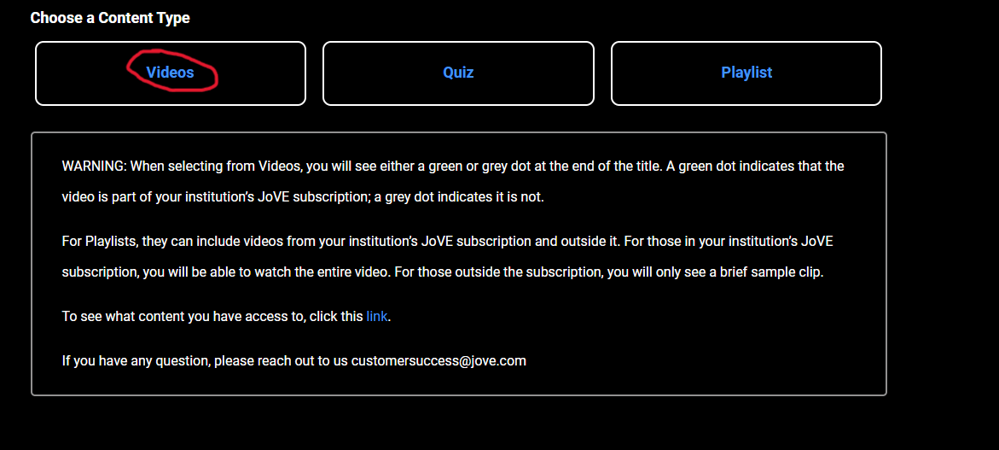 Choose a Content Type
Videos
Quiz
Playlist
WARNING: When selecting from Videos, you will see either a green or grey dot at the end of the title. A green dot indicates that the
video is part of your institution’s JoVE subscription; a grey dot indicates it is not.
For Playlists, they can include videos from your institution’s JoVE subscription and outside it. For those in your institution’s JoVE
subscription, you will be able to watch the entire video. For those outside the subscription, you will only see a brief sample clip.
To see what content you have access to, click this link.
If you have any question, please reach out to us customersuccess@jove.com